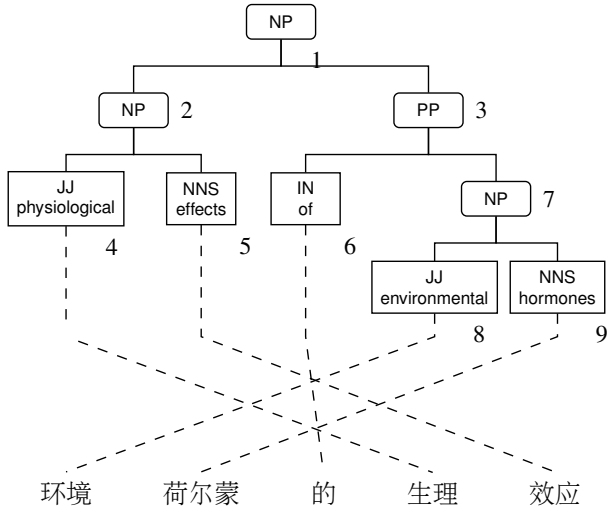 NP
1
NP 2 PP 3
JJ physiological 4
NNS effects 5
IN of 6
NP 7
JJ environmental 8
NNS hormones 9
环境 荷尔蒙 的 生理 效应